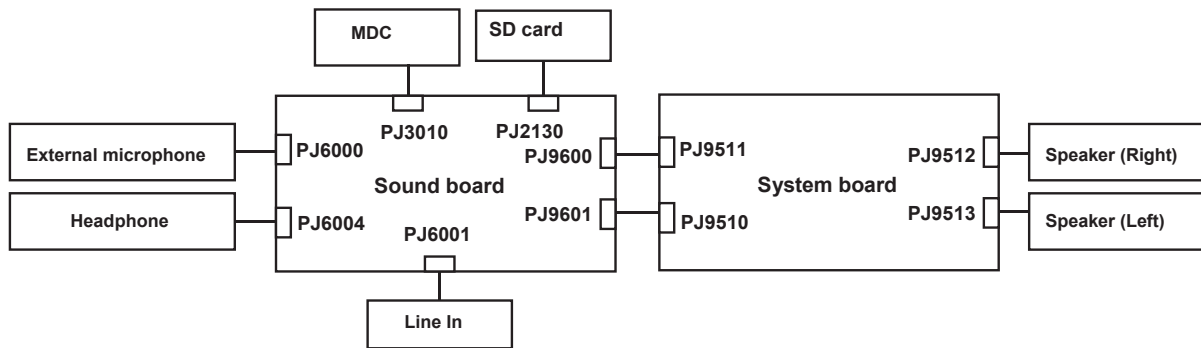 MDC
SD card
PJ3010
PJ2130
External microphone
PJ6000
PJ9600
PJ9511
PJ9512
Speaker (Right)
Sound board
System board
Headphone
PJ6004
PJ9601
PJ9510
PJ9513
Speaker (Left)
PJ6001
Line In